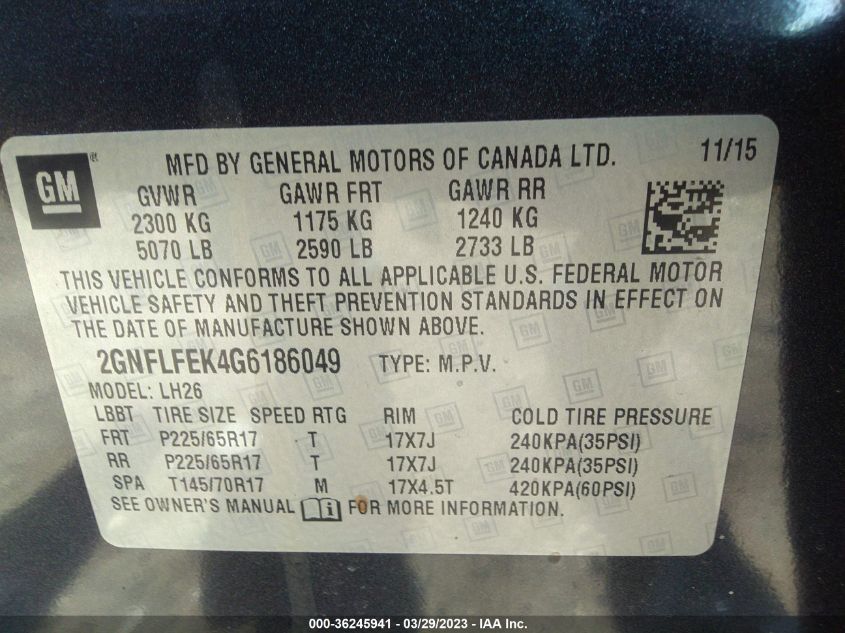 GM ® MFD BY GENERAL MOTORS OF CANADA LTD. 11/15
GVWR GAWR FRT GAWR RR
2300 KG 1175 KG 1240 KG
5070 LB 2590 LB 2733 LB
THIS VEHICLE CONFORMS TO ALL APPLICABLE U.S. FEDERAL MOTOR
VEHICLE SAFETY AND THEFT PREVENTION STANDARDS IN EFFECT ON
THE DATE OF MANUFACTURE SHOWN ABOVE.
2GNFLFEK4G6186049 TYPE: M.P.V.
MODEL: LH26
LBBT TIRE SIZE SPEED RTG RIM COLD TIRE PRESSURE
FRT P225/65R17 T 17X7J 240KPA(35PSI)
RR P225/65R17 T 17X7J 240KPA(35PSI)
SPA T145/70R17 M 17X4.5T 420KPA(60PSI)
SEE OWNER'S MANUAL i FOR MORE INFORMATION.
000-36245941 - 03/29/2023 - IAA Inc.